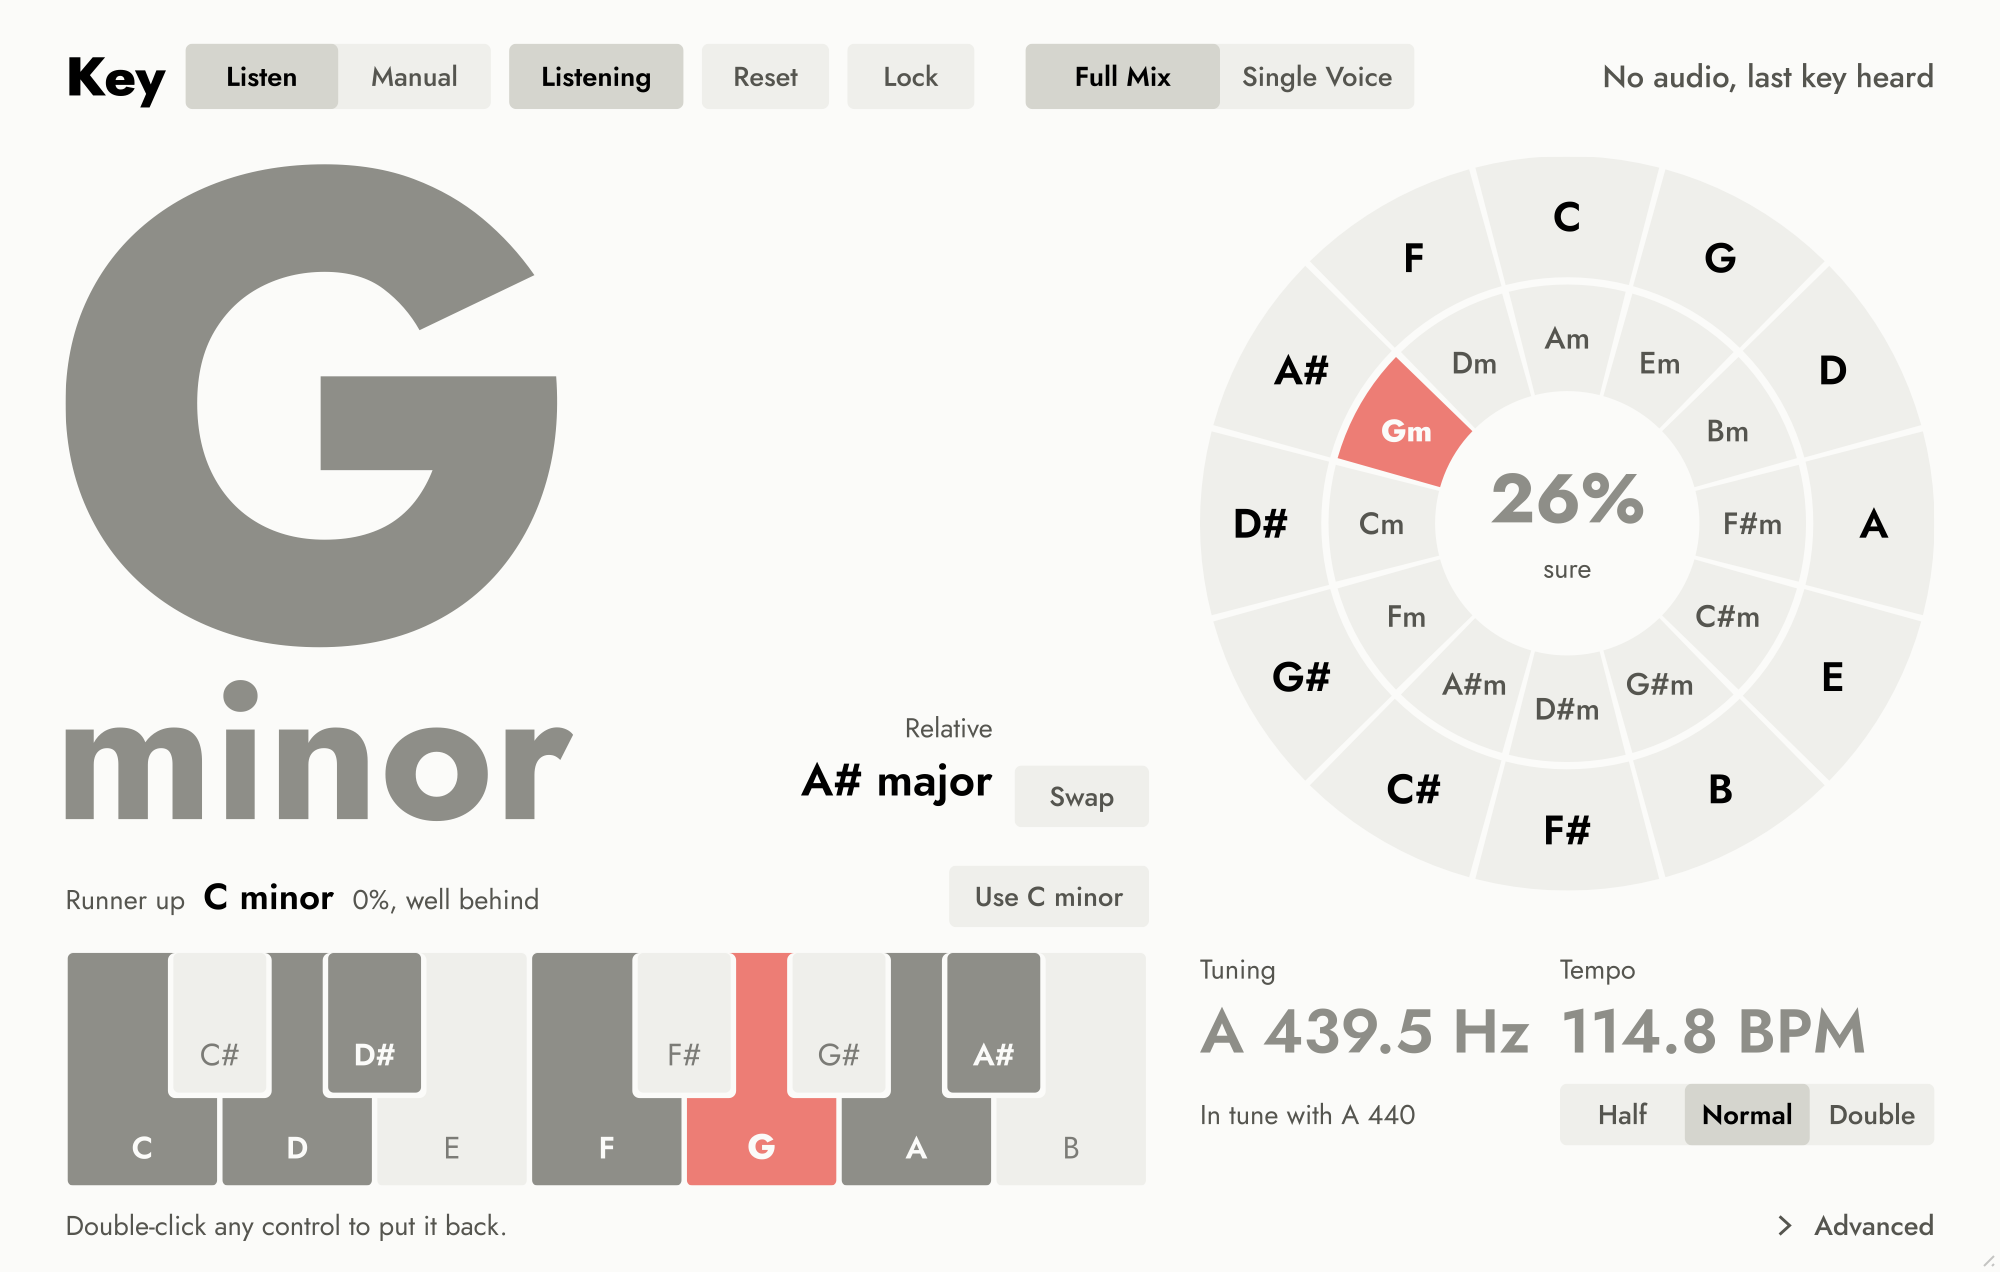 Key Listen Manual Listening Reset Lock Full Mix Single Voice No audio, last key heard
G
minor
Relative
A# major Swap
Runner up C minor 0%, well behind Use C minor
C
F G
A# D
D# A
G# E
C# B
F#
Am
Dm Em
Gm Bm
Cm F#m
Fm C#m
A#m G#m
D#m
26%
sure
C# D# F# G# A#
C D E F G A B
Tuning Tempo
A 439.5 Hz 114.8 BPM
In tune with A 440 Half Normal Double
Double-click any control to put it back. > Advanced